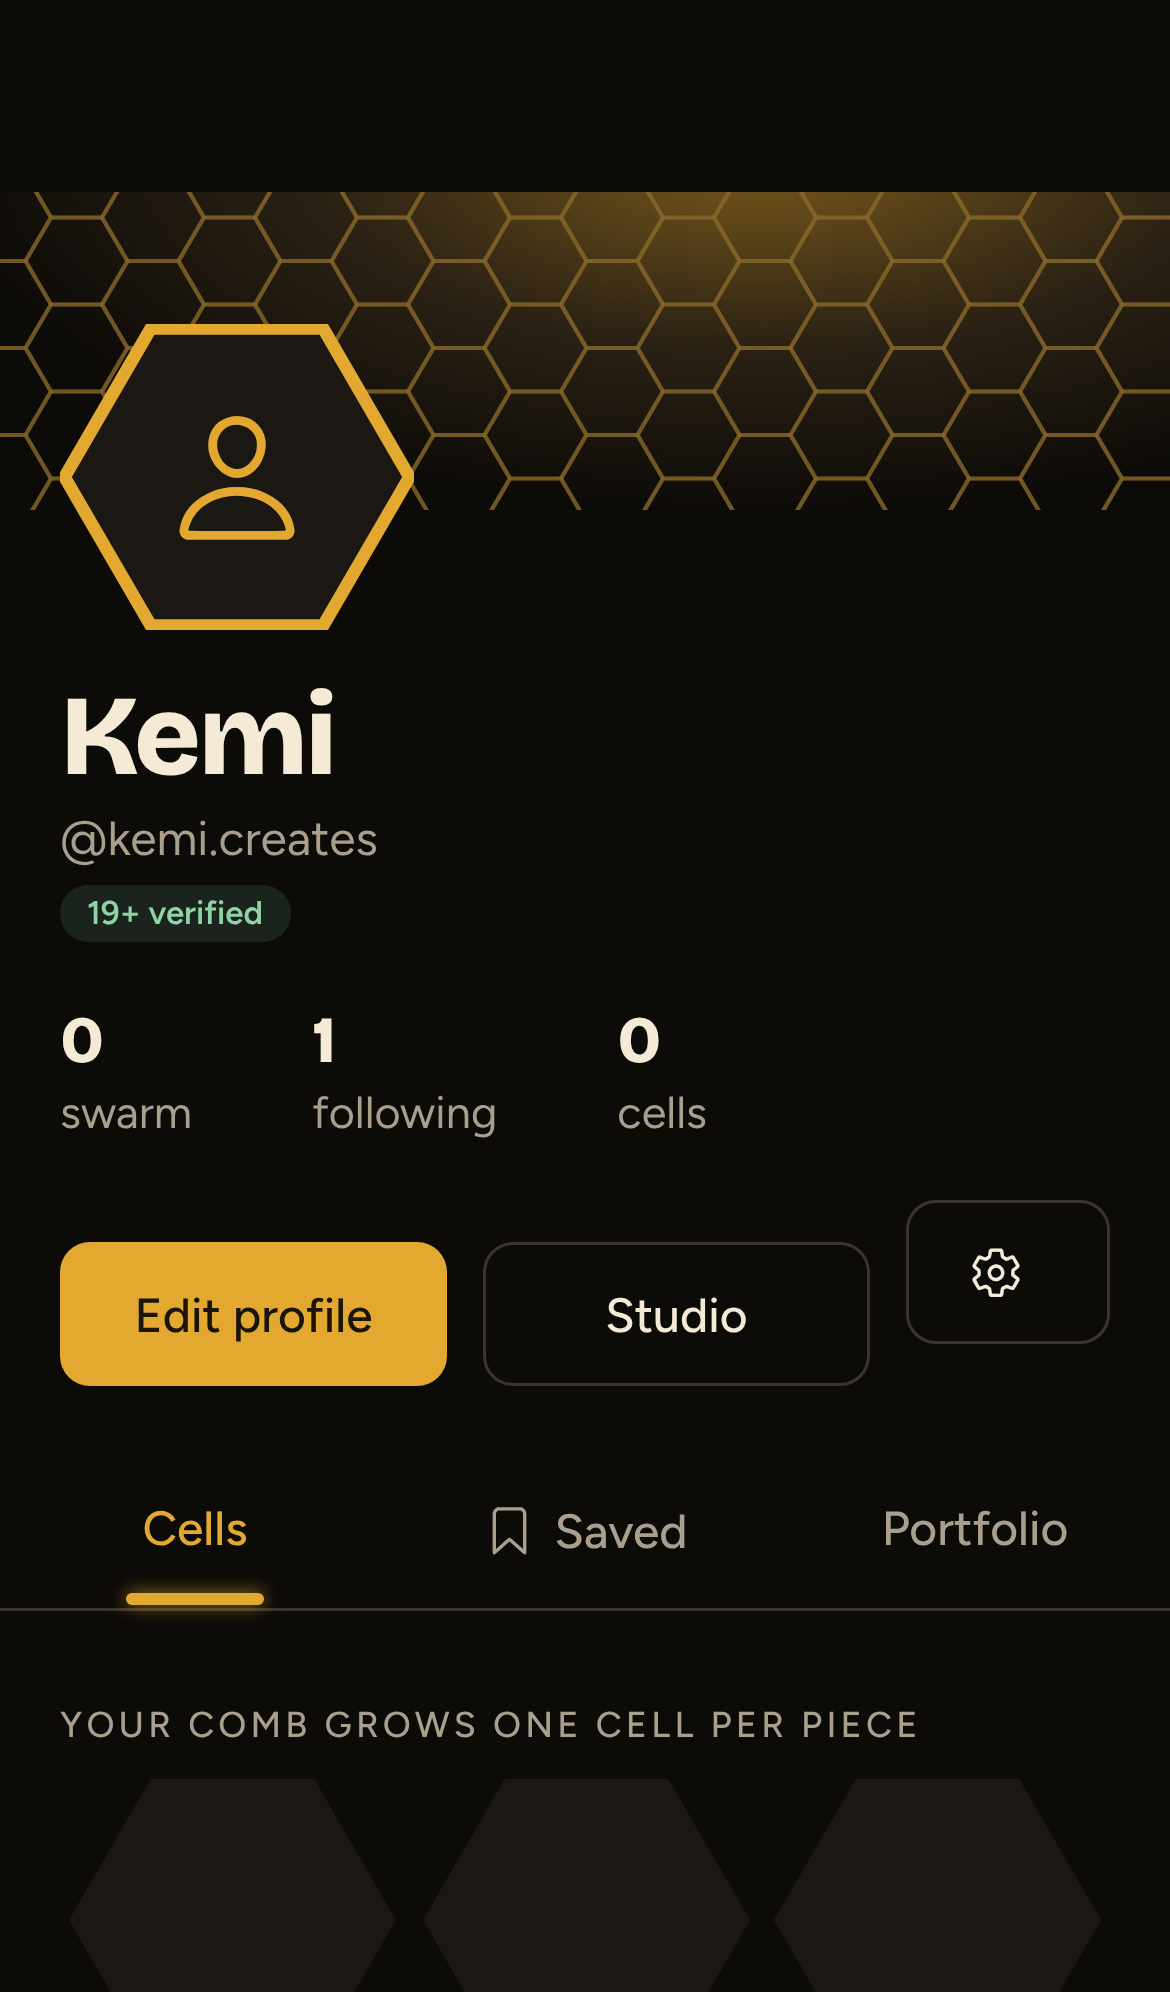 Kemi
@kemi.creates
19+ verified
0 1 0
swarm following cells
Edit profile Studio
Cells Saved Portfolio
YOUR COMB GROWS ONE CELL PER PIECE